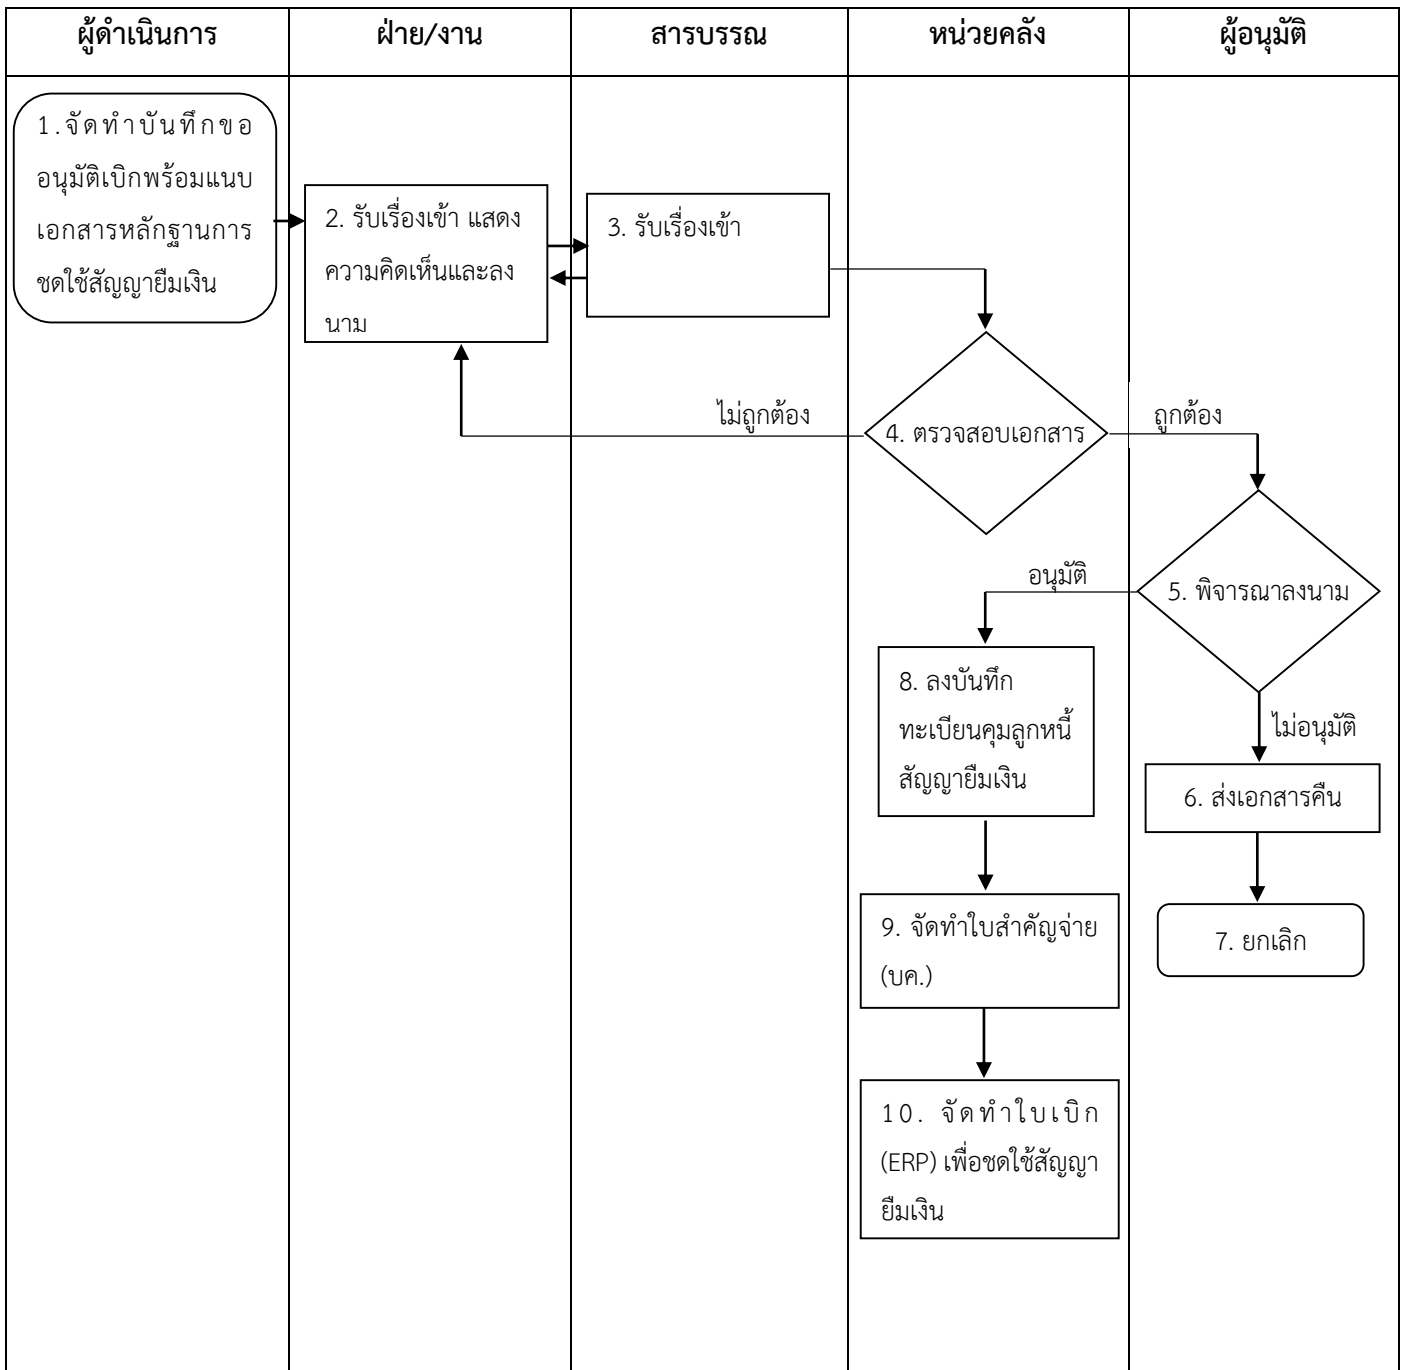 ผู้ดำเนินการ
ฝ่าย/งาน
สารบรรณ
หน่วยคลัง
ผู้อนุมัติ
1.จัดทำบันทึกขอ
อนุมัติเบิกพร้อมแนบ
เอกสารหลักฐานการ
ชดใช้สัญญายืมเงิน
2. รับเรื่องเข้า แสดง
ความคิดเห็นและลง
นาม
3. รับเรื่องเข้า
ไม่ถูกต้อง
4. ตรวจสอบเอกสาร
ถูกต้อง
อนุมัติ
5. พิจารณาลงนาม
ไม่อนุมัติ
6. ส่งเอกสารคืน
7. ยกเลิก
8. ลงบันทึก
ทะเบียนคุมลูกหนี้
สัญญายืมเงิน
9. จัดทำใบสำคัญจ่าย
(บค.)
10. จัดทำใบเบิก
(ERP) เพื่อชดใช้สัญญา
ยืมเงิน